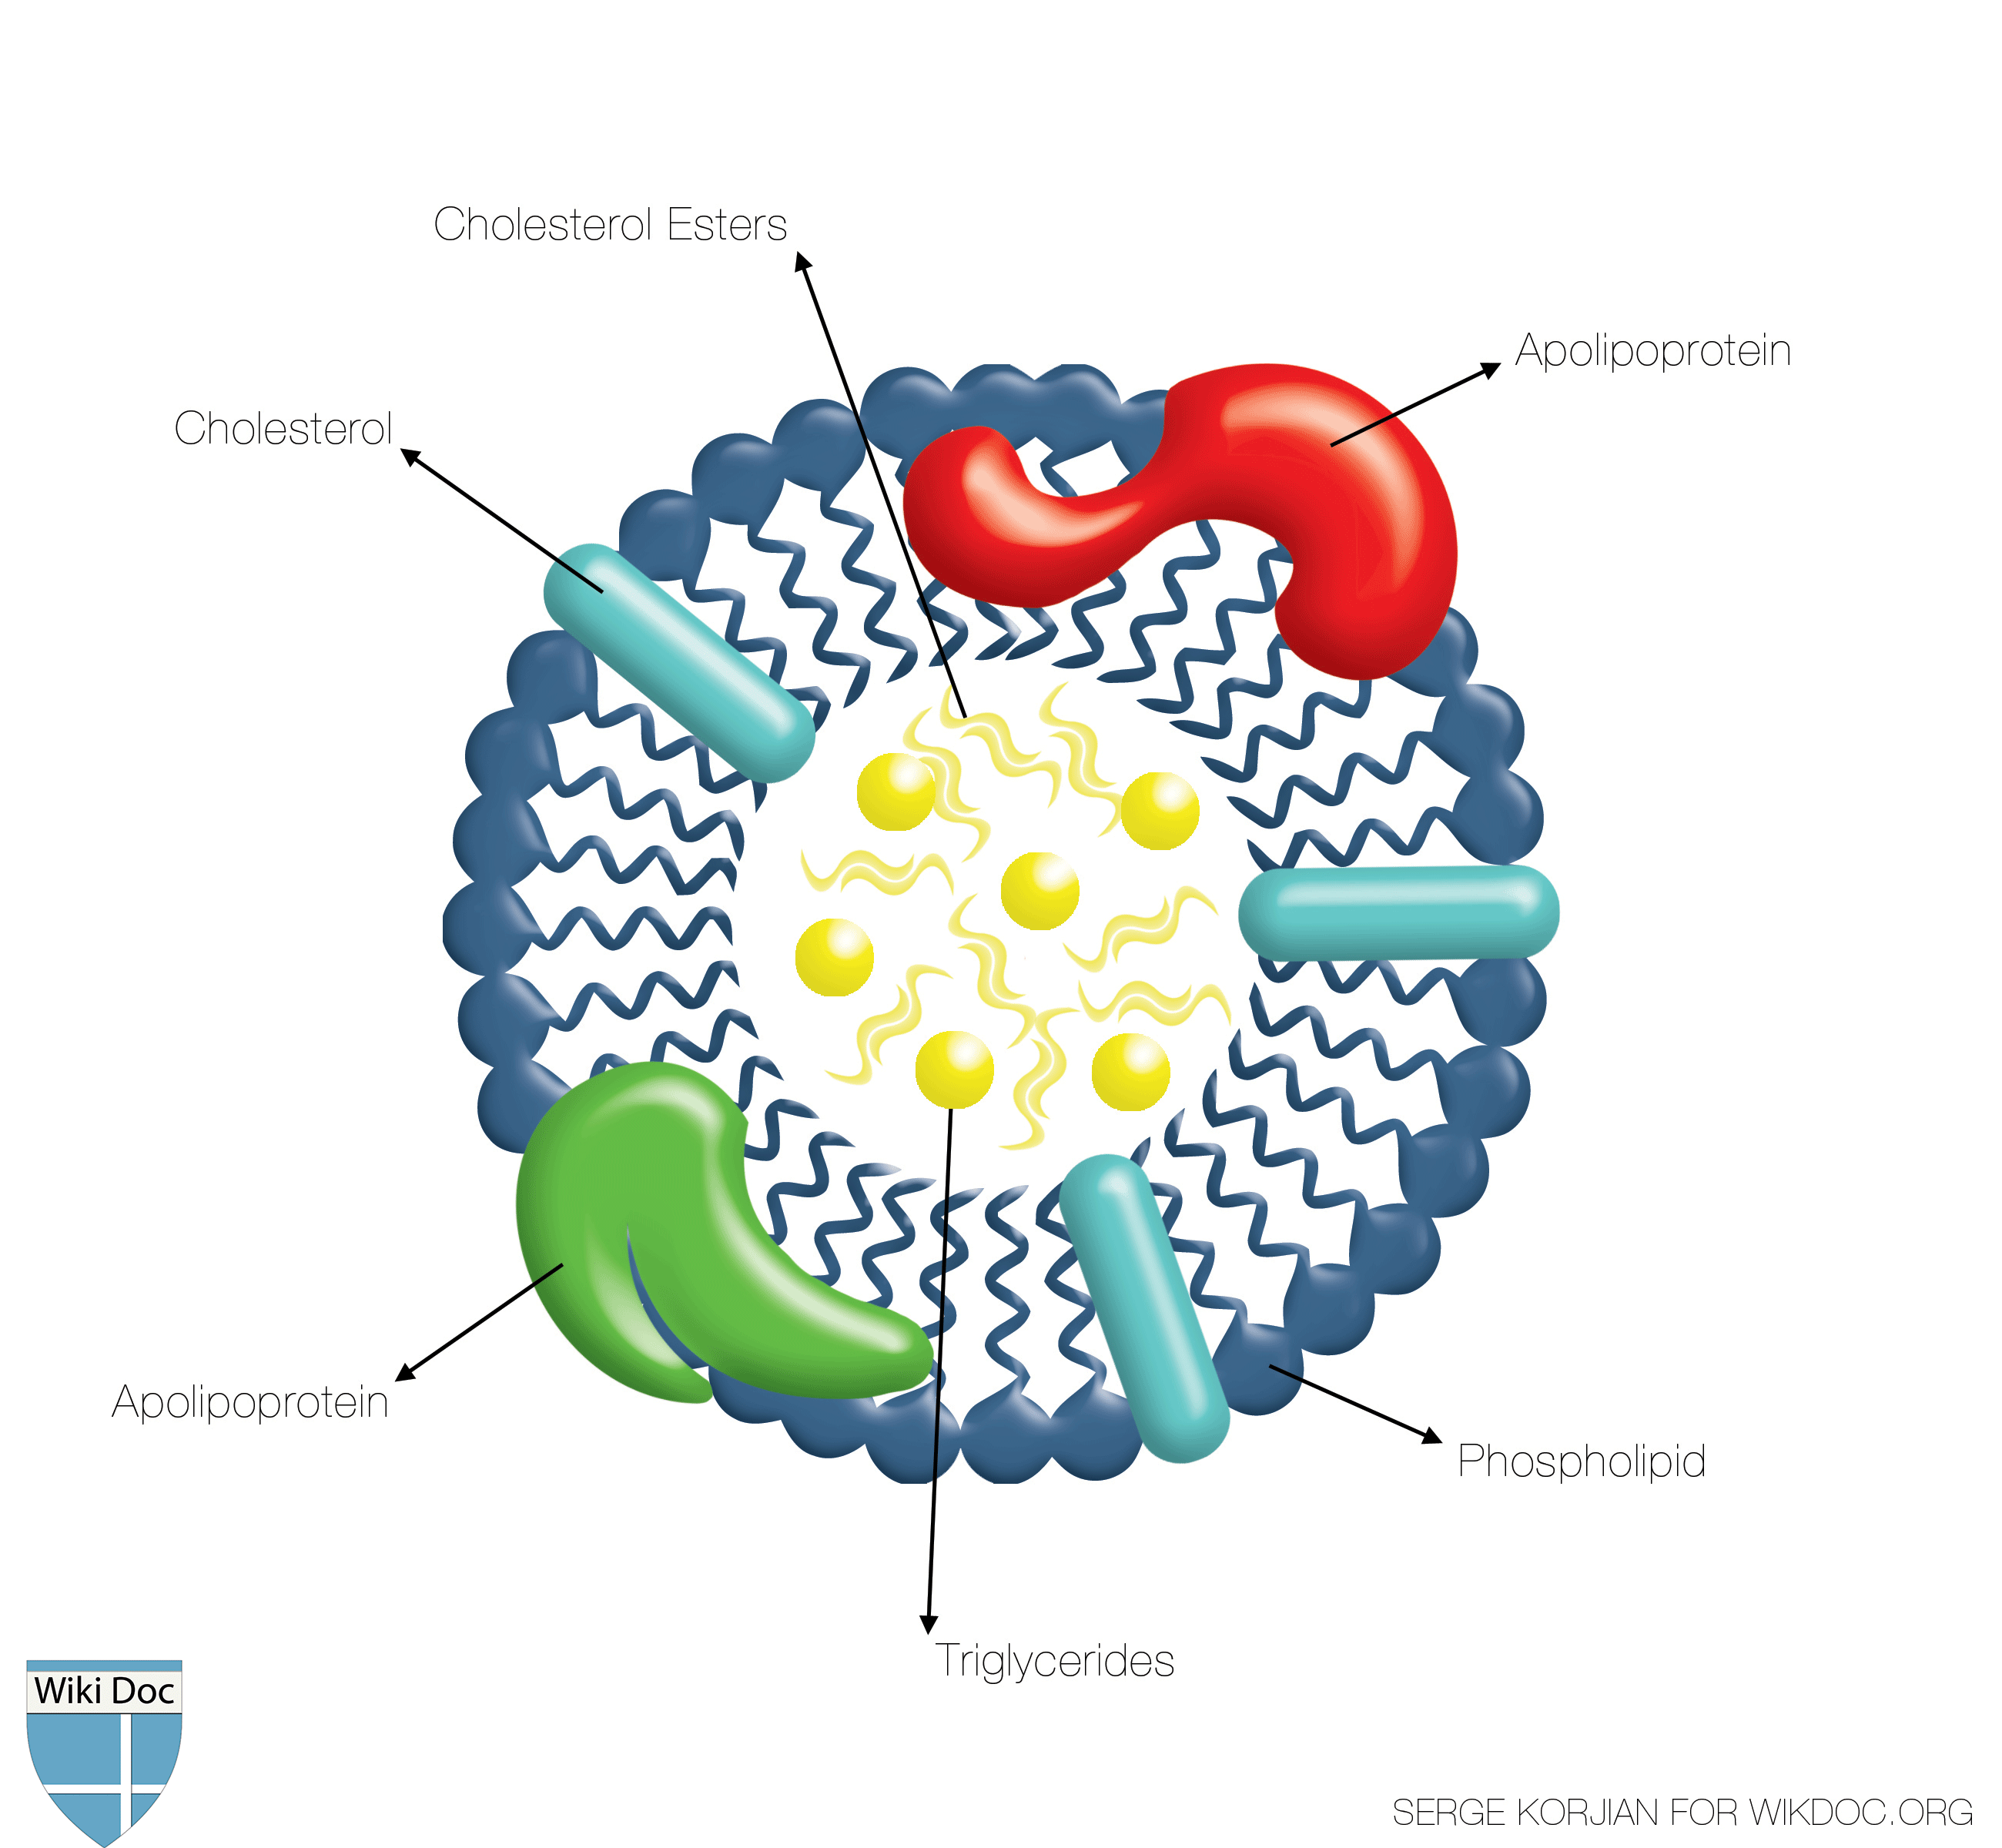 Cholesterol Esters
Apolipoprotein
Cholesterol
Apolipoprotein
Phospholipid
Triglycerides
Wiki Doc
SERGE KORJIAN FOR WIKDOC.ORG